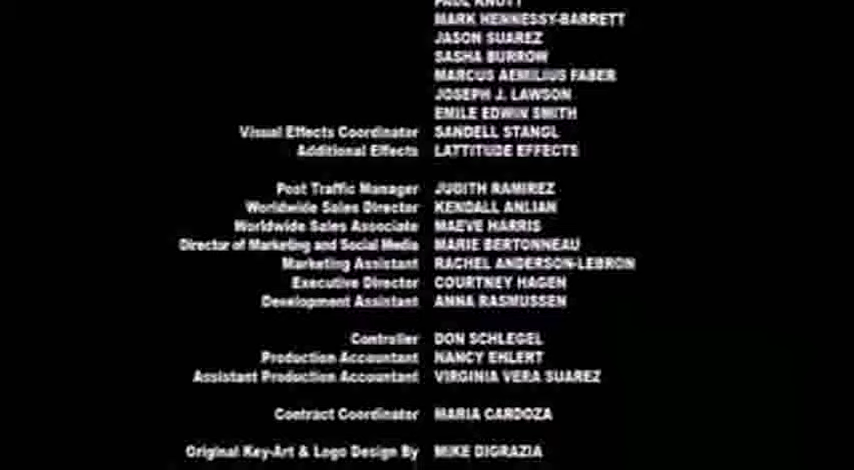 PAUL KNOTT
MARK HENNESSY-BARRETT
JASON SUAREZ
SASHA BURROW
MARCUS AEMILIUS FABER
JOSEPH J. LAWSON
EMILE EDWIN SMITH
Visual Effects Coordinator SANDELL STANGL
Additional Effects LATTITUDE EFFECTS
Post Traffic Manager JUDITH RAMIREZ
Worldwide Sales Director KENDALL ANLIAN
Worldwide Sales Associate MAEVE HARRIS
Director of Marketing and Social Media MARIE BERTONNEAU
Marketing Assistant RACHEL ANDERSON-LEBRON
Executive Director COURTNEY HAGEN
Development Assistant ANNA RASMUSSEN
Controller DON SCHLEGEL
Production Accountant NANCY EHLERT
Assistant Production Accountant VIRGINIA VERA SUAREZ
Contract Coordinator MARIA CARDOZA
Original Key-Art & Logo Design By MIKE DIGRAZIA